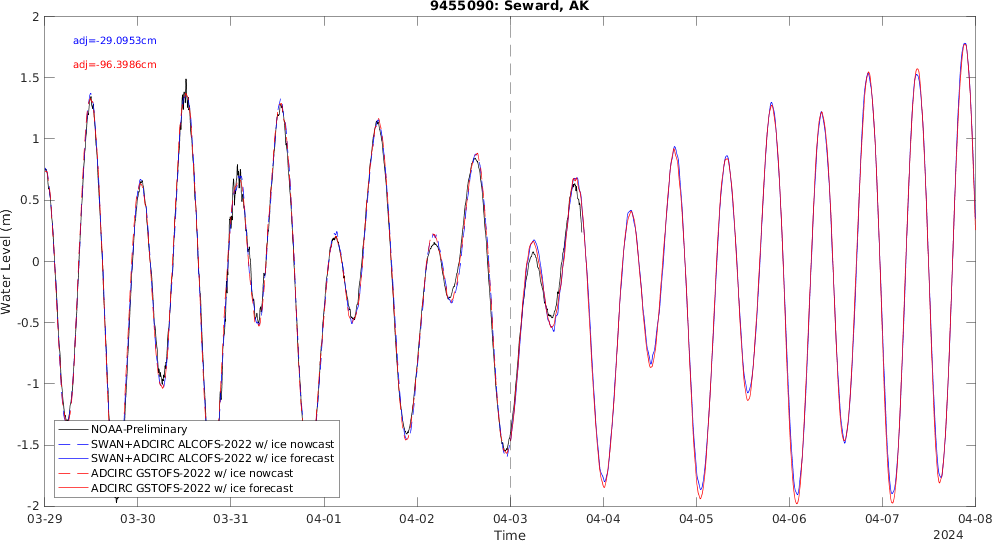 9455090: Seward, AK
adj=-29.0953cm
adj=-96.3986cm
2
1.5
1
0.5
0
-0.5
-1
-1.5
-2
Water Level (m)
NOAA-Preliminary
SWAN+ADCIRC ALCOFS-2022 w/ ice nowcast
SWAN+ADCIRC ALCOFS-2022 w/ ice forecast
ADCIRC GSTOFS-2022 w/ ice nowcast
ADCIRC GSTOFS-2022 w/ ice forecast
03-29 03-30 03-31 04-01 04-02 04-03 04-04 04-05 04-06 04-07 04-08
Time
2024